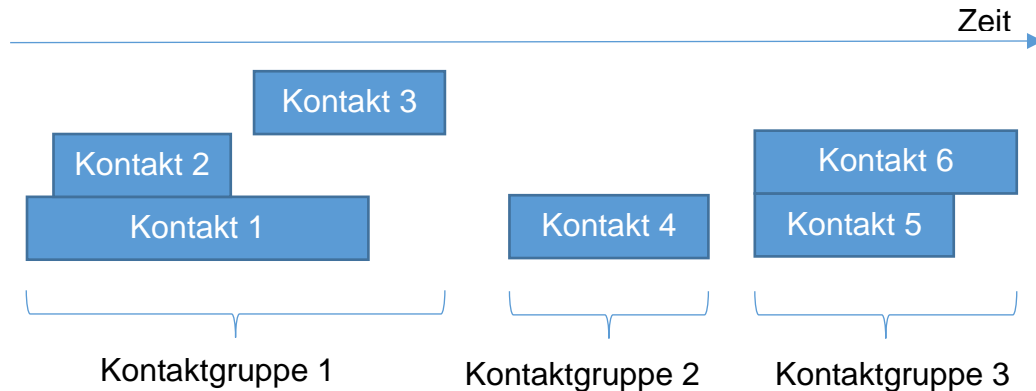 Zeit
Kontakt 3
Kontakt 2
Kontakt 6
Kontakt 1
Kontakt 4
Kontakt 5
Kontaktgruppe 1
Kontaktgruppe 2
Kontaktgruppe 3